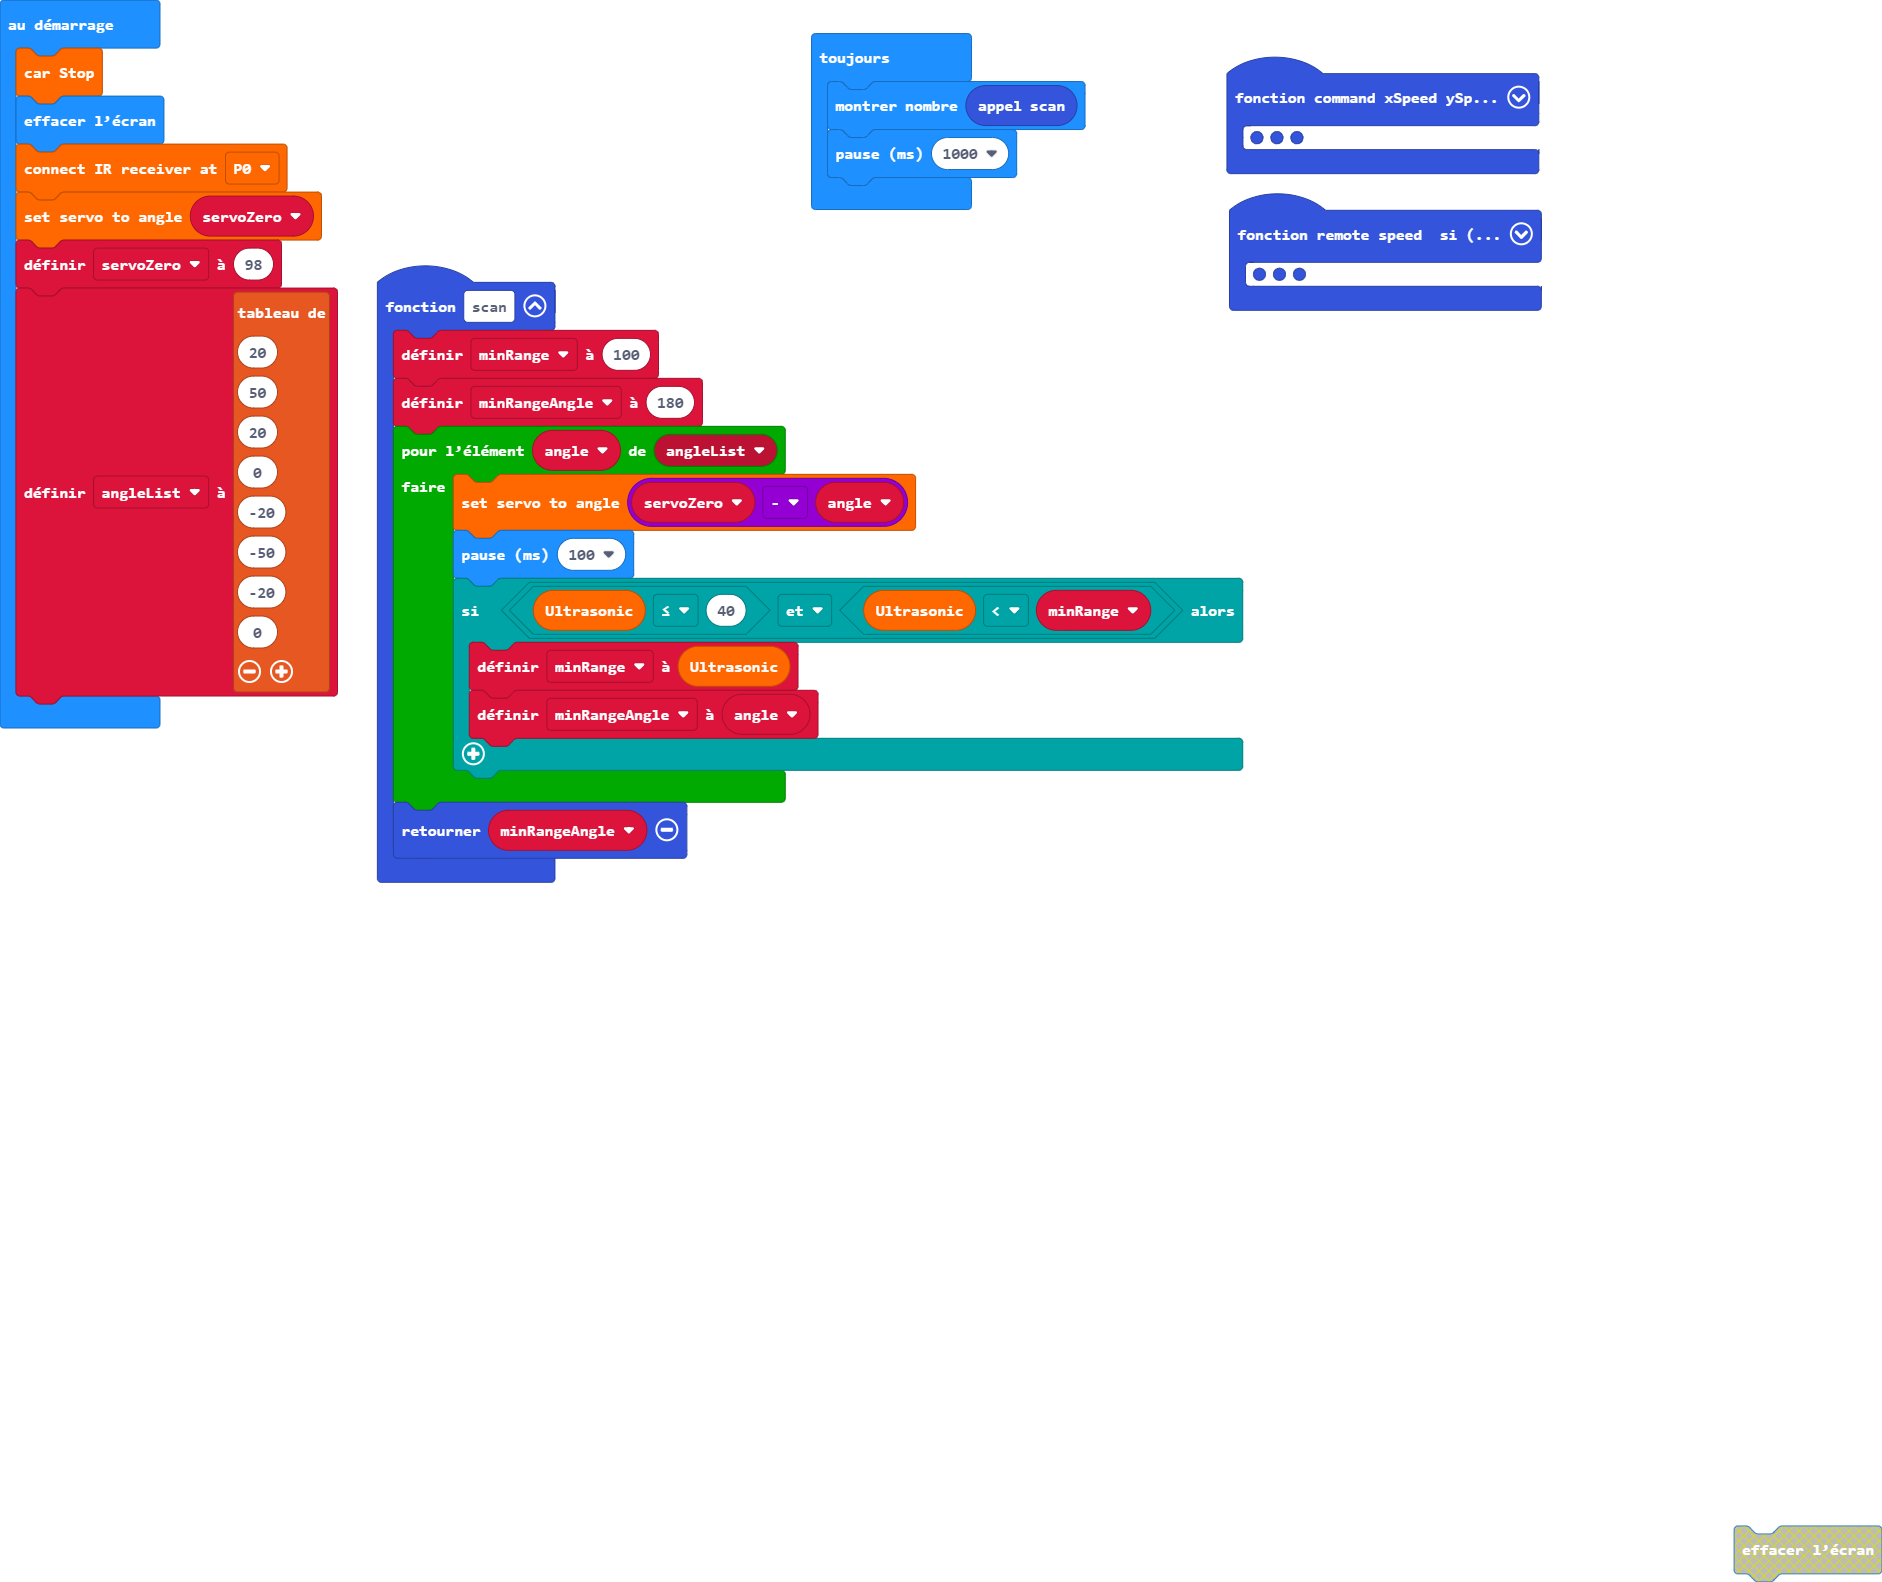 au démarrage
car Stop
effacer l'écran
connect IR receiver at P0
set servo to angle servoZero
définir servoZero à 98
définir angleList à
tableau de
20
50
20
0
-20
-50
-20
0
toujours
montrer nombre appel scan
pause (ms) 1000
fonction command xSpeed ySp...
fonction remote speed si (...
fonction scan
définir minRange à 100
définir minRangeAngle à 180
pour l'élément angle de angleList
faire
set servo to angle servoZero - angle
pause (ms) 100
si Ultrasonic ≤ 40 et Ultrasonic < minRange alors
définir minRange à Ultrasonic
définir minRangeAngle à angle
retourner minRangeAngle
effacer l'écran